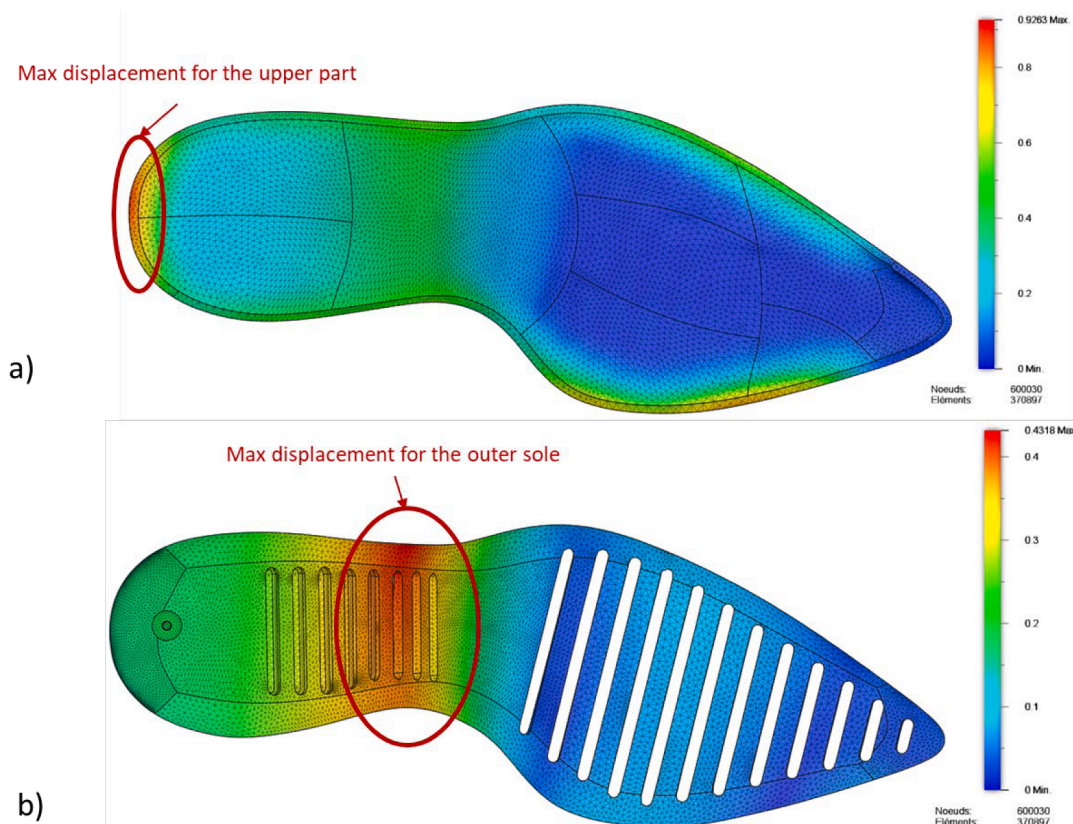 0.9263 Max.
Max displacement for the upper part
0.8
0.6
0.4
0.2
0 Min.
a)
Noeuds: 600030
Eléments: 370897
0.4318 Max
Max displacement for the outer sole
0.4
0.3
0.2
0.1
0 Min.
b)
Noeuds: 600030
Eléments: 370897